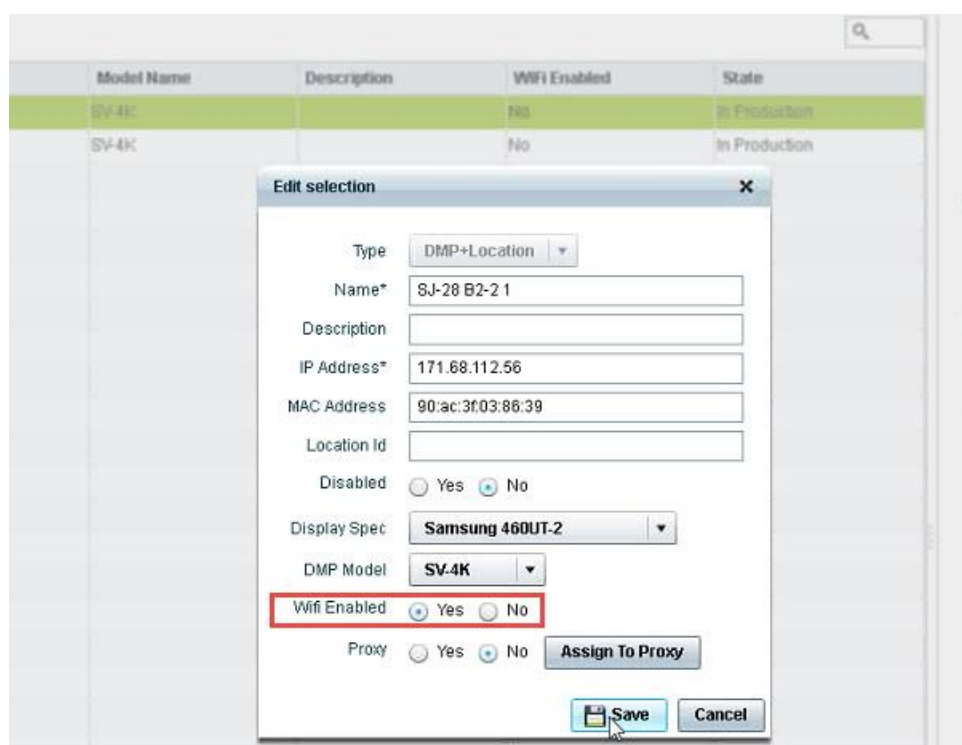 Model Name Description WiFi Enabled State
SV-4K No In Production
SV-4K No In Production
Edit selection
Type DMP+Location
Name* SJ-28 B2-2 1
Description
IP Address* 171.68.112.56
MAC Address 90:ac:3f:03:86:39
Location Id
Disabled Yes No
Display Spec Samsung 460UT-2
DMP Model SV-4K
Wifi Enabled Yes No
Proxy Yes No Assign To Proxy
Save Cancel